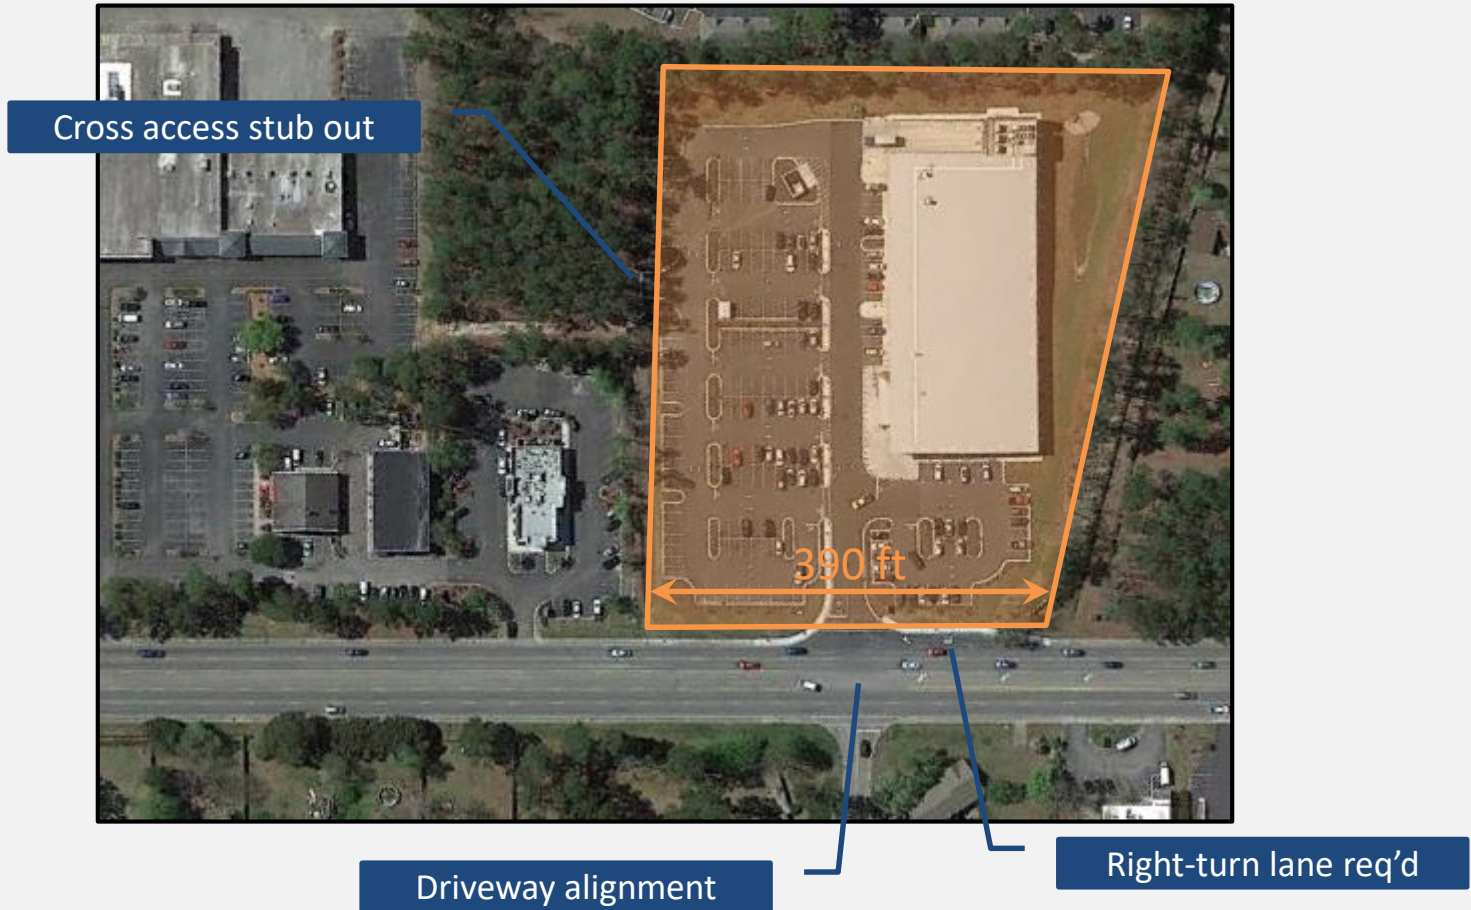 Cross access stub out
390 ft
Driveway alignment
Right-turn lane req’d